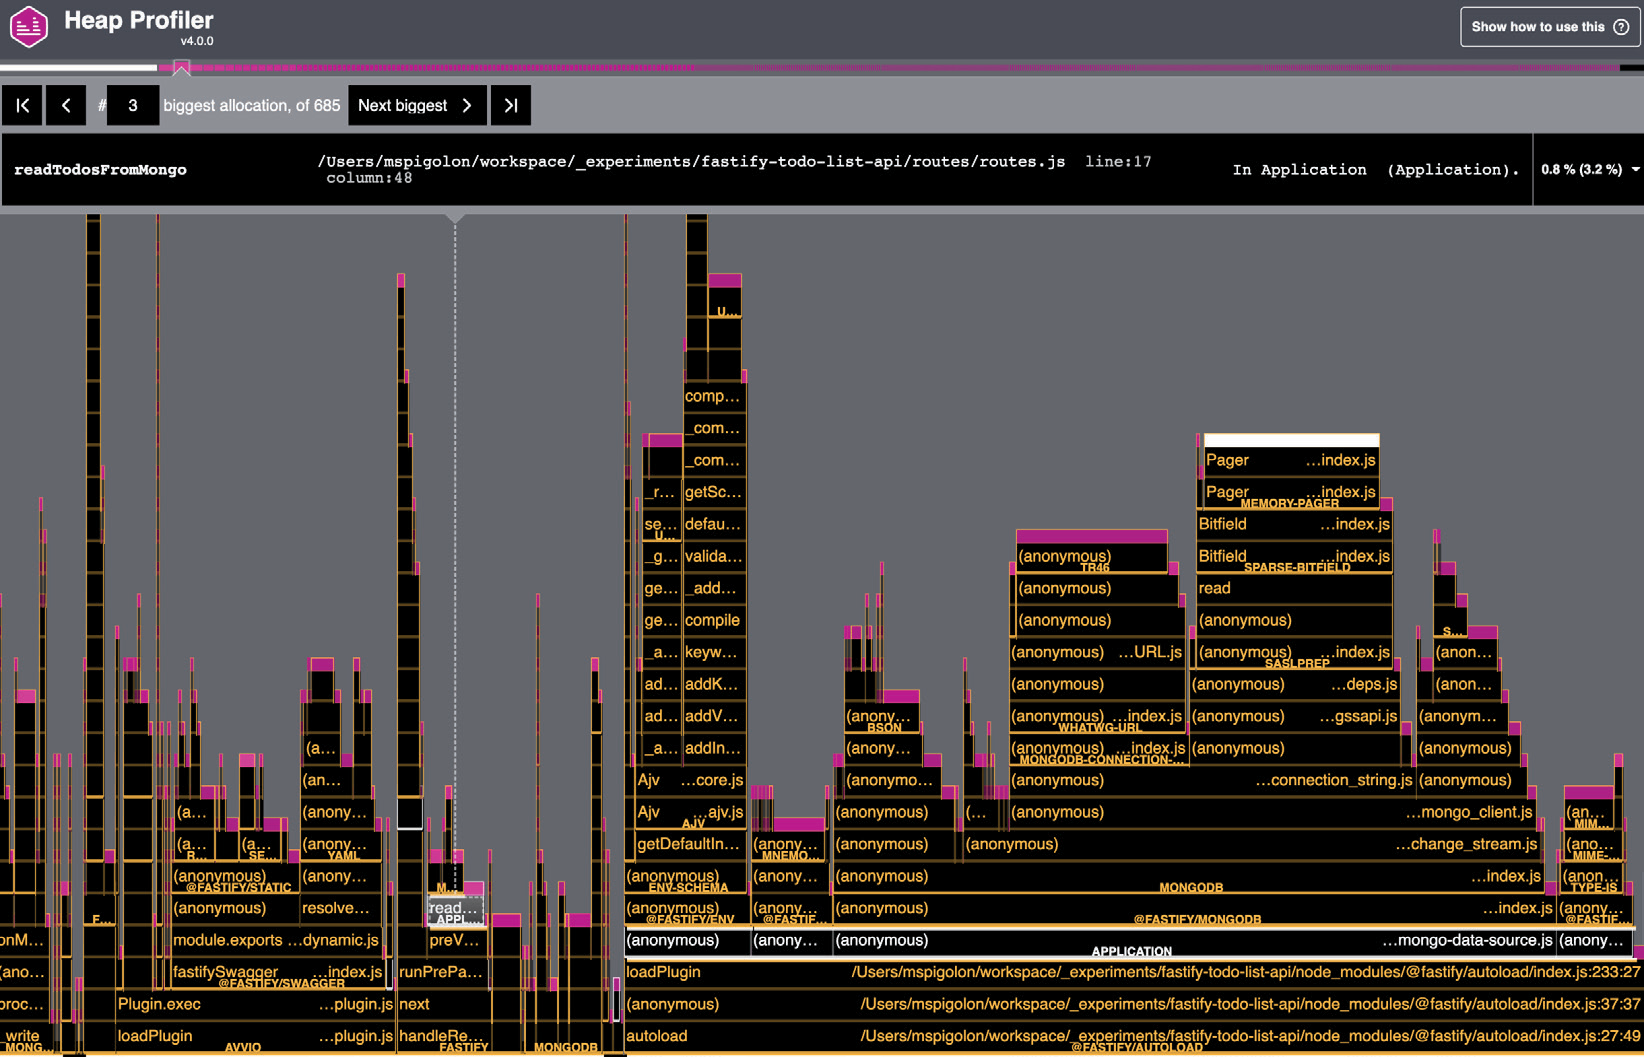 Heap Profiler
v4.0.0
Show how to use this ?
# 3 biggest allocation, of 685 Next biggest
readTodosFromMongo
/Users/mspigolon/workspace/_experiments/fastify-todo-list-api/routes/routes.js line:17
column:48
In Application (Application).
0.8 % (3.2 %)
U...
comp...
_com...
_com... Pager ...index.js
_r... getSc... Pager ...index.js
MEMORY-PAGER
se... defau... Bitfield ...index.js
U...
_g... valida... (anonymous) Bitfield ...index.js
TR46 SPARSE-BITFIELD
ge... _add... (anonymous) read
ge... compile (anonymous) (anonymous)
S...
_a... keyw... (anonymous) ...URL.js (anonymous) ...index.js (anon...
SASLPREP
ad... addK... (anonymous) (anonymous) ...deps.js (anon...
ad... addV... (anony... (anonymous) ...index.js (anonymous) ...gssapi.js (anonym...
BSON WHATWG-URL
(a... _a... addIn... (anony... (anonymous) ...index.js (anonymous) (anonymous)
MONGODB-CONNECTION-...
(an... Ajv ...core.js (anonymo... (anonymous) ...connection_string.js (anonymous)
(a... (anony... Ajv ...ajv.js (anonymous) (... (anonymous) ...mongo_client.js (an...
AJV MIM...
(a... (a... (anony... getDefaultIn... (anony... (anonymous) (anonymous) ...change_stream.js (ano...
R... SE... YAML MNEMO... MIME-...
(anonymous) (anony... (anonymous) (anony... (anonymous) ...index.js (anon...
@FASTIFY/STATIC M... ENV-SCHEMA MONGODB TYPE-IS
(anonymous) resolve... read... (anonymous) (anony... (anonymous) ...index.js (anony...
F... APPL... @FASTIFY/ENV @FASTIF... @FASTIFY/MONGODB @FASTIF...
onM... module.exports ...dynamic.js preV... (anonymous) (anony... (anonymous) ...mongo-data-source.js (anony...
APPLICATION
(ano... fastifySwagger ...index.js runPrePa... loadPlugin /Users/mspigolon/workspace/_experiments/fastify-todo-list-api/node_modules/@fastify/autoload/index.js:233:27
@FASTIFY/SWAGGER
proc... Plugin.exec ...plugin.js next (anonymous) /Users/mspigolon/workspace/_experiments/fastify-todo-list-api/node_modules/@fastify/autoload/index.js:37:37
_write loadPlugin ...plugin.js handleRe... autoload /Users/mspigolon/workspace/_experiments/fastify-todo-list-api/node_modules/@fastify/autoload/index.js:27:49
MONG... AVVIO FASTIFY MONGODB @FASTIFY/AUTOLOAD